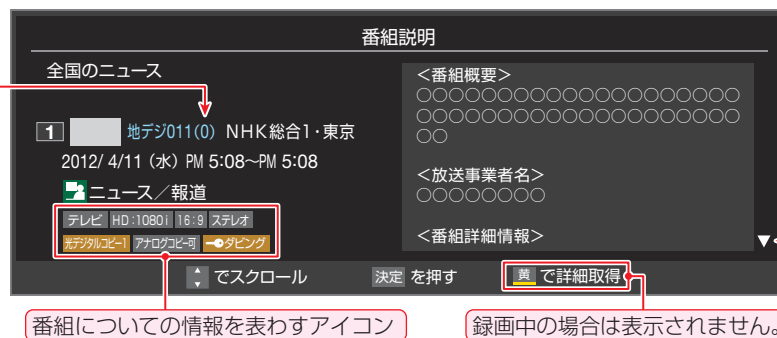 番組説明
全国のニュース
1 地デジ011(0) NHK総合1・東京
2012/ 4/11 (水) PM 5:08~PM 5:08
ニュース/報道
テレビ HD:1080i 16:9 ステレオ
光デジタルコピー1 アナログコピー可 ダビング
<番組概要>
○○○○○○○○○○○○○○○○○○○○
○○○○○○○○○○○○○○○○○○○○
○○
<放送事業者名>
○○○○○○○○
<番組詳細情報>
でスクロール 決定 を押す 黄 で詳細取得
番組についての情報を表わすアイコン
録画中の場合は表示されません。